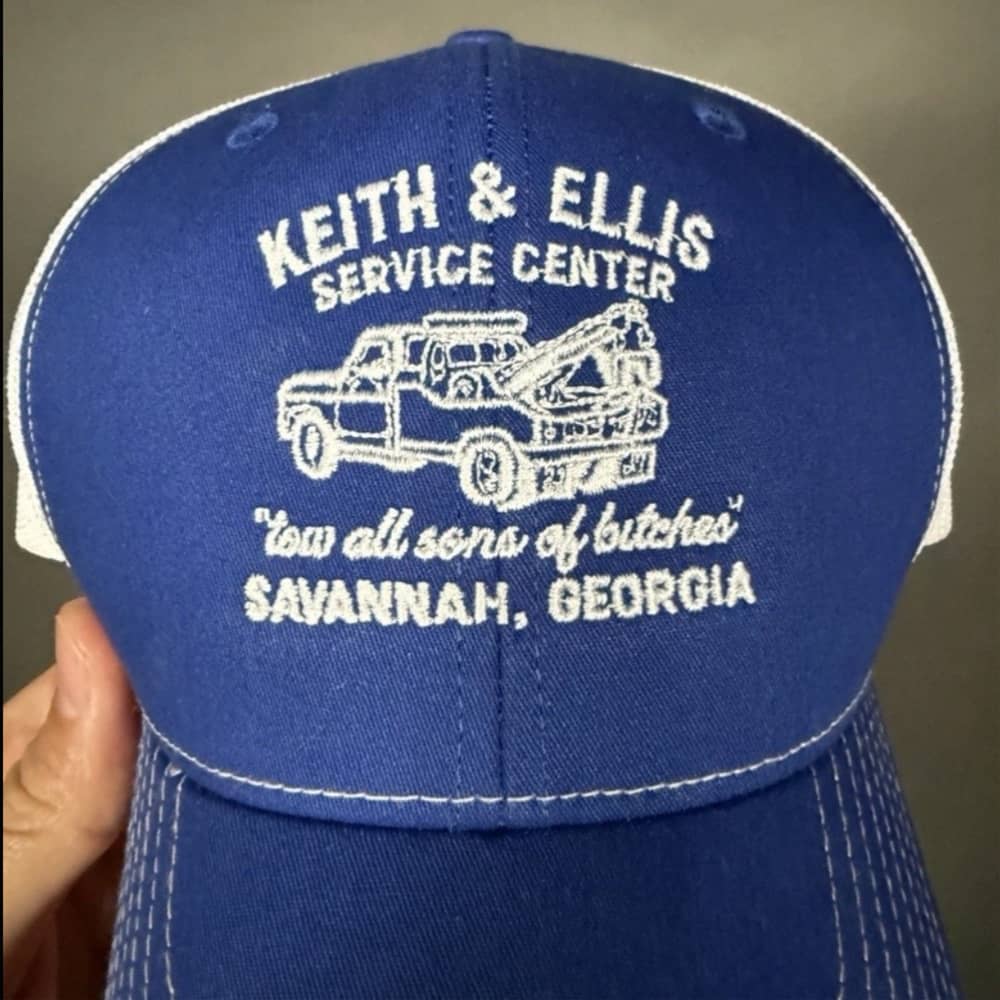 KEITH & ELLIS
SERVICE CENTER
"tow all sons of bitches"
SAVANNAH, GEORGIA